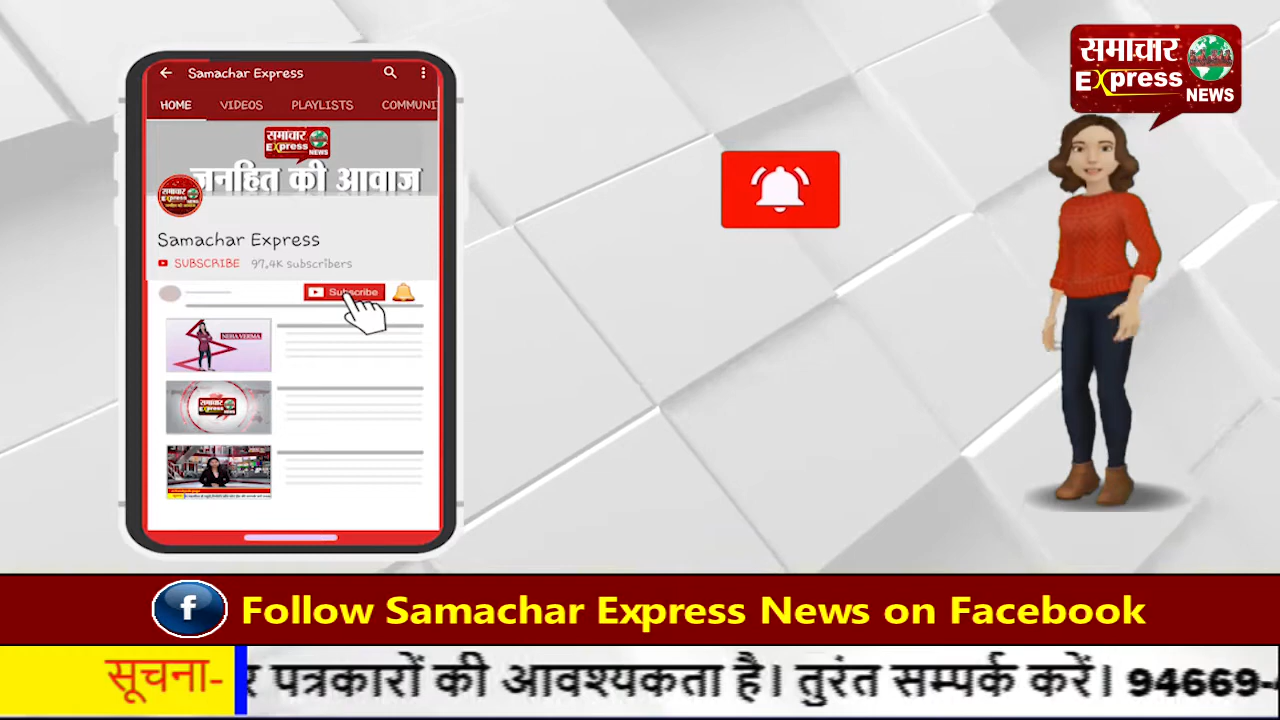 Samachar Express
HOME VIDEOS PLAYLISTS COMMUNI
समाचार
Express
NEWS
जनहित की आवाज
Samachar Express
SUBSCRIBE 97.4K subscribers
Subscribe
समाचार
Express
NEWS
Follow Samachar Express News on Facebook
सूचना- र पत्रकारों की आवश्यकता है। तुरंत सम्पर्क करें। 94669-